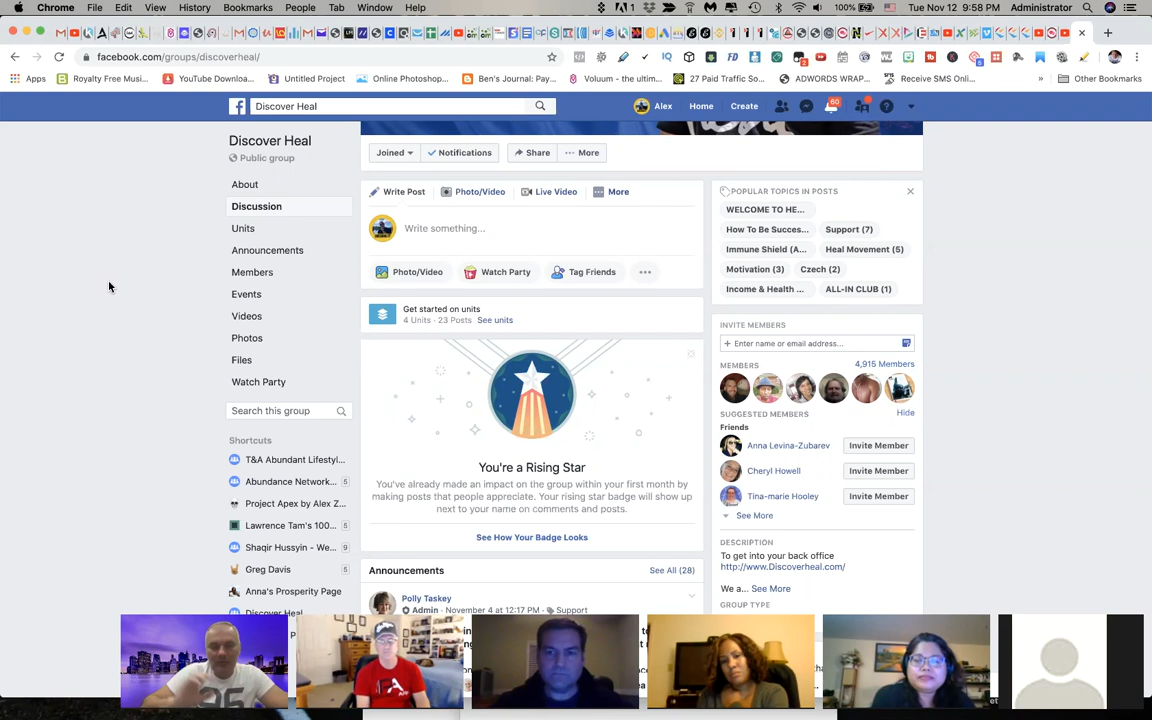 Chrome File Edit View History Bookmarks People Tab Window Help
1 100% Tue Nov 12 9:58 PM Administrator
facebook.com/groups/discoverheal/
Apps Royalty Free Musi... YouTube Downloa... Untitled Project Online Photoshop... Ben's Journal: Pay... Voluum - the ultim... 27 Paid Traffic So... ADWORDS WRAP... Receive SMS Onlin... » Other Bookmarks
Discover Heal
Alex Home Create 60
Discover Heal
Public group
About
Discussion
Units
Announcements
Members
Events
Videos
Photos
Files
Watch Party
Search this group
Shortcuts
T&A Abundant Lifestyl...
Abundance Network... 5
Project Apex by Alex Z...
Lawrence Tam's 100... 5
Shaqir Hussyin - We... 9
Greg Davis 5
Anna's Prosperity Page
Discover Heal
Joined Notifications Share More
Write Post Photo/Video Live Video More
Write something...
Photo/Video Watch Party Tag Friends
Get started on units
4 Units · 23 Posts See units
You're a Rising Star
You've already made an impact on the group within your first month by
making posts that people appreciate. Your rising star badge will show up
next to your name on comments and posts.
See How Your Badge Looks
Announcements See All (28)
Polly Taskey
Admin · November 4 at 12:17 PM · Support
POPULAR TOPICS IN POSTS
WELCOME TO HE...
How To Be Succes... Support (7)
Immune Shield (A... Heal Movement (5)
Motivation (3) Czech (2)
Income & Health ... ALL-IN CLUB (1)
INVITE MEMBERS
+ Enter name or email address...
MEMBERS 4,915 Members
SUGGESTED MEMBERS Hide
Friends
Anna Levina-Zubarev Invite Member
Cheryl Howell Invite Member
Tina-marie Hooley Invite Member
See More
DESCRIPTION
To get into your back office
http://www.Discoverheal.com/
We a... See More
GROUP TYPE